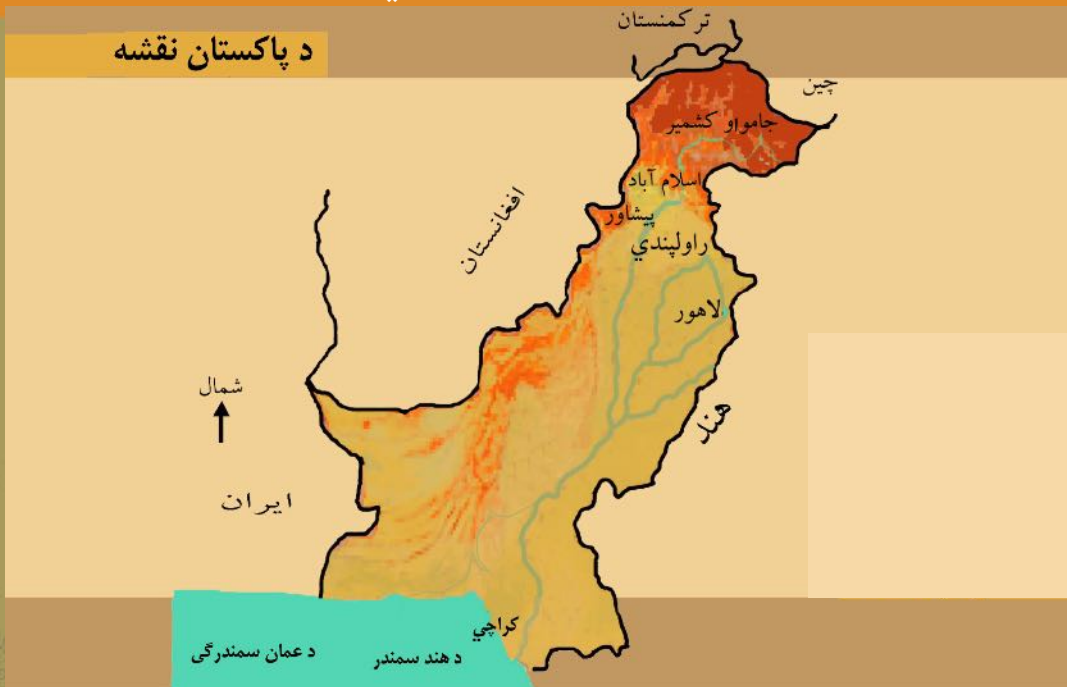 د پاکستان نقشه
ترکمنستان
چین
جامو او کشمیر
اسلام آباد
افغانستان
پیشاور
راولپندي
لاهور
شمال
هند
ایران
کراچي
د هند سمندر
د عمان سمندرگی